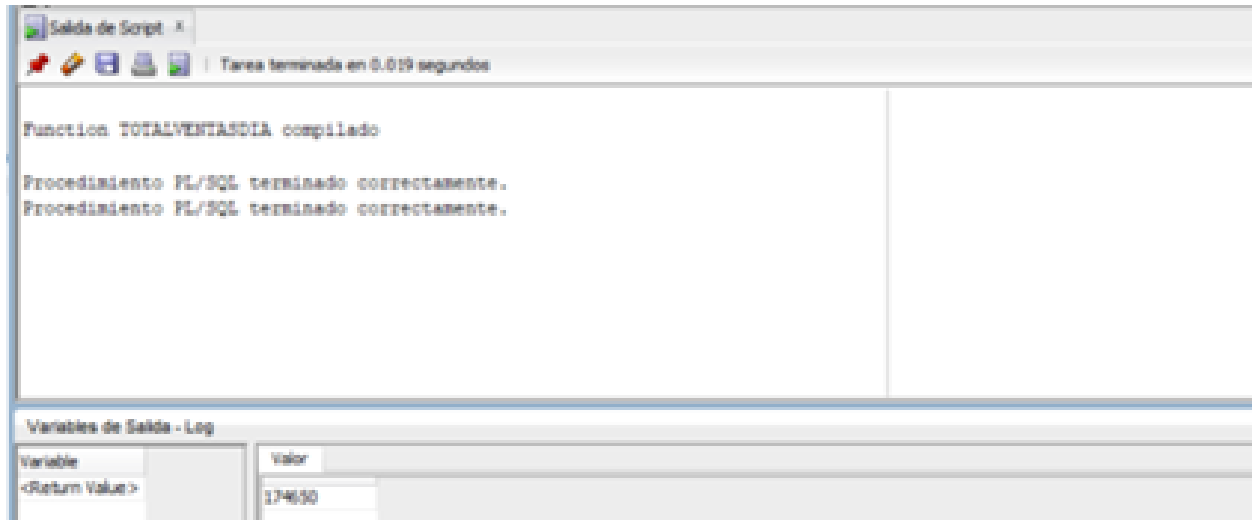 Salida de Script x
Tarea terminada en 0.019 segundos
Function TOTALVENTASDIA compilado
Procedimiento PL/SQL terminado correctamente.
Procedimiento PL/SQL terminado correctamente.
Variables de Salida - Log
Variable
Valor
<Return Value>
174650